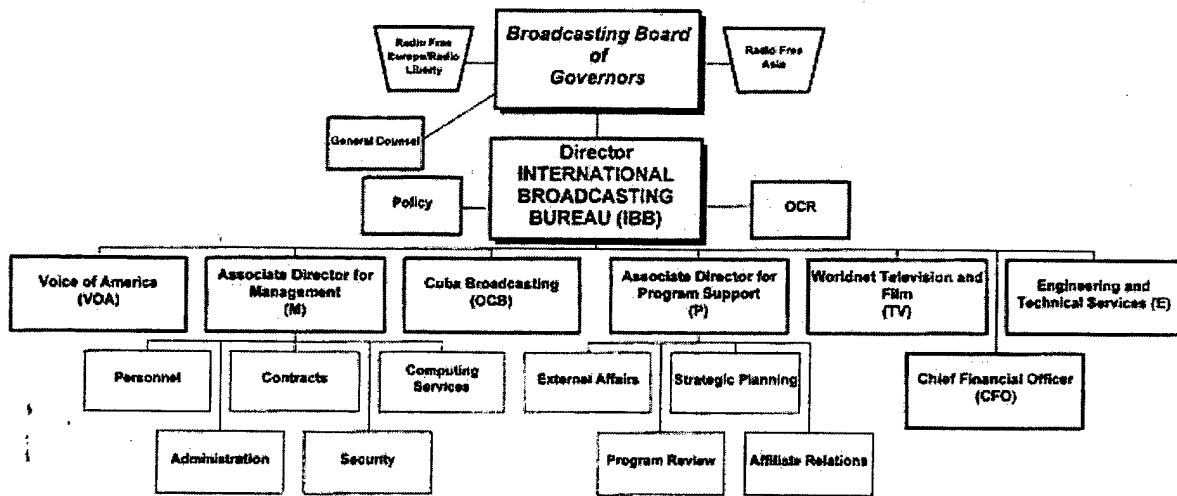 Radio Free
Europe/Radio
Liberty
Broadcasting Board
of
Governors
Radio Free
Asia
General Counsel
Director
INTERNATIONAL
BROADCASTING
BUREAU (IBB)
Policy
OCR
Voice of America
(VOA)
Associate Director for
Management
(M)
Cuba Broadcasting
(OCB)
Associate Director for
Program Support
(P)
Worldnet Television and
Film
(TV)
Engineering and
Technical Services (E)
Personnel
Contracts
Computing
Services
External Affairs
Strategic Planning
Chief Financial Officer
(CFO)
Administration
Security
Program Review
Affiliate Relations